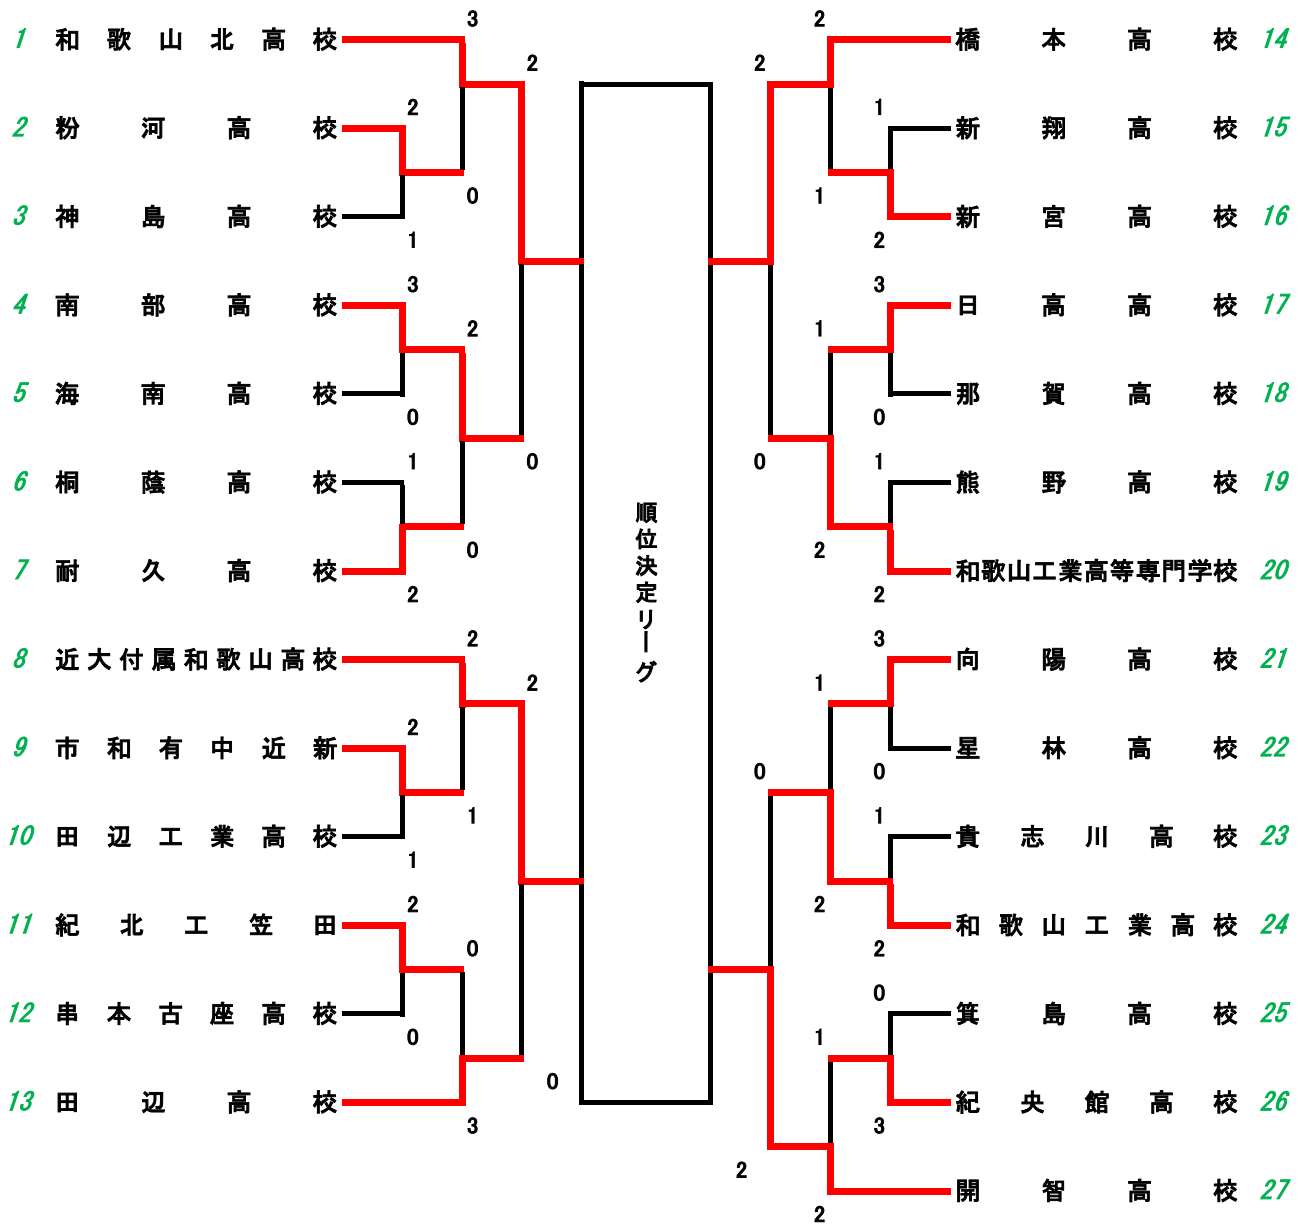 1 和歌山北高校
2 粉河高校
3 神島高校
4 南部高校
5 海南高校
6 桐蔭高校
7 耐久高校
8 近大付属和歌山高校
9 市和有中近新
10 田辺工業高校
11 紀北工笠田
12 串本古座高校
13 田辺高校
3
2
2
0
1
3
2
0
0
1
0
2
2
2
2
1
1
2
0
0
0
3
順位決定リーグ
2
2
1
1
2
3
1
0
0
1
2
2
3
1
0
0
1
2
2
0
1
3
2
2
橋本高校 14
新翔高校 15
新宮高校 16
日高高校 17
那賀高校 18
熊野高校 19
和歌山工業高等専門学校 20
向陽高校 21
星林高校 22
貴志川高校 23
和歌山工業高校 24
箕島高校 25
紀央館高校 26
開智高校 27